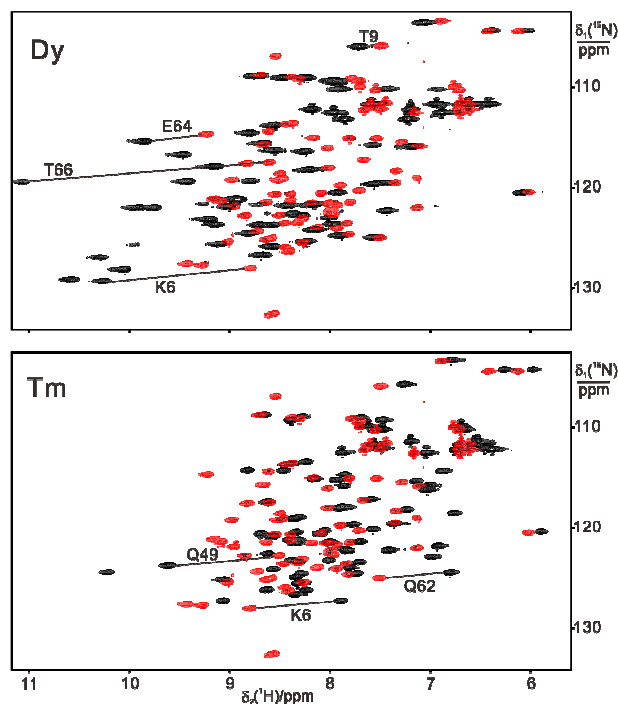 δ₁(¹⁵N)
ppm
T9
Dy
110
E64
T66
120
K6
130
δ₁(¹⁵N)
ppm
Tm
110
120
Q49
Q62
K6
130
11 10 9 8 7 6
δ₂(¹H)/ppm